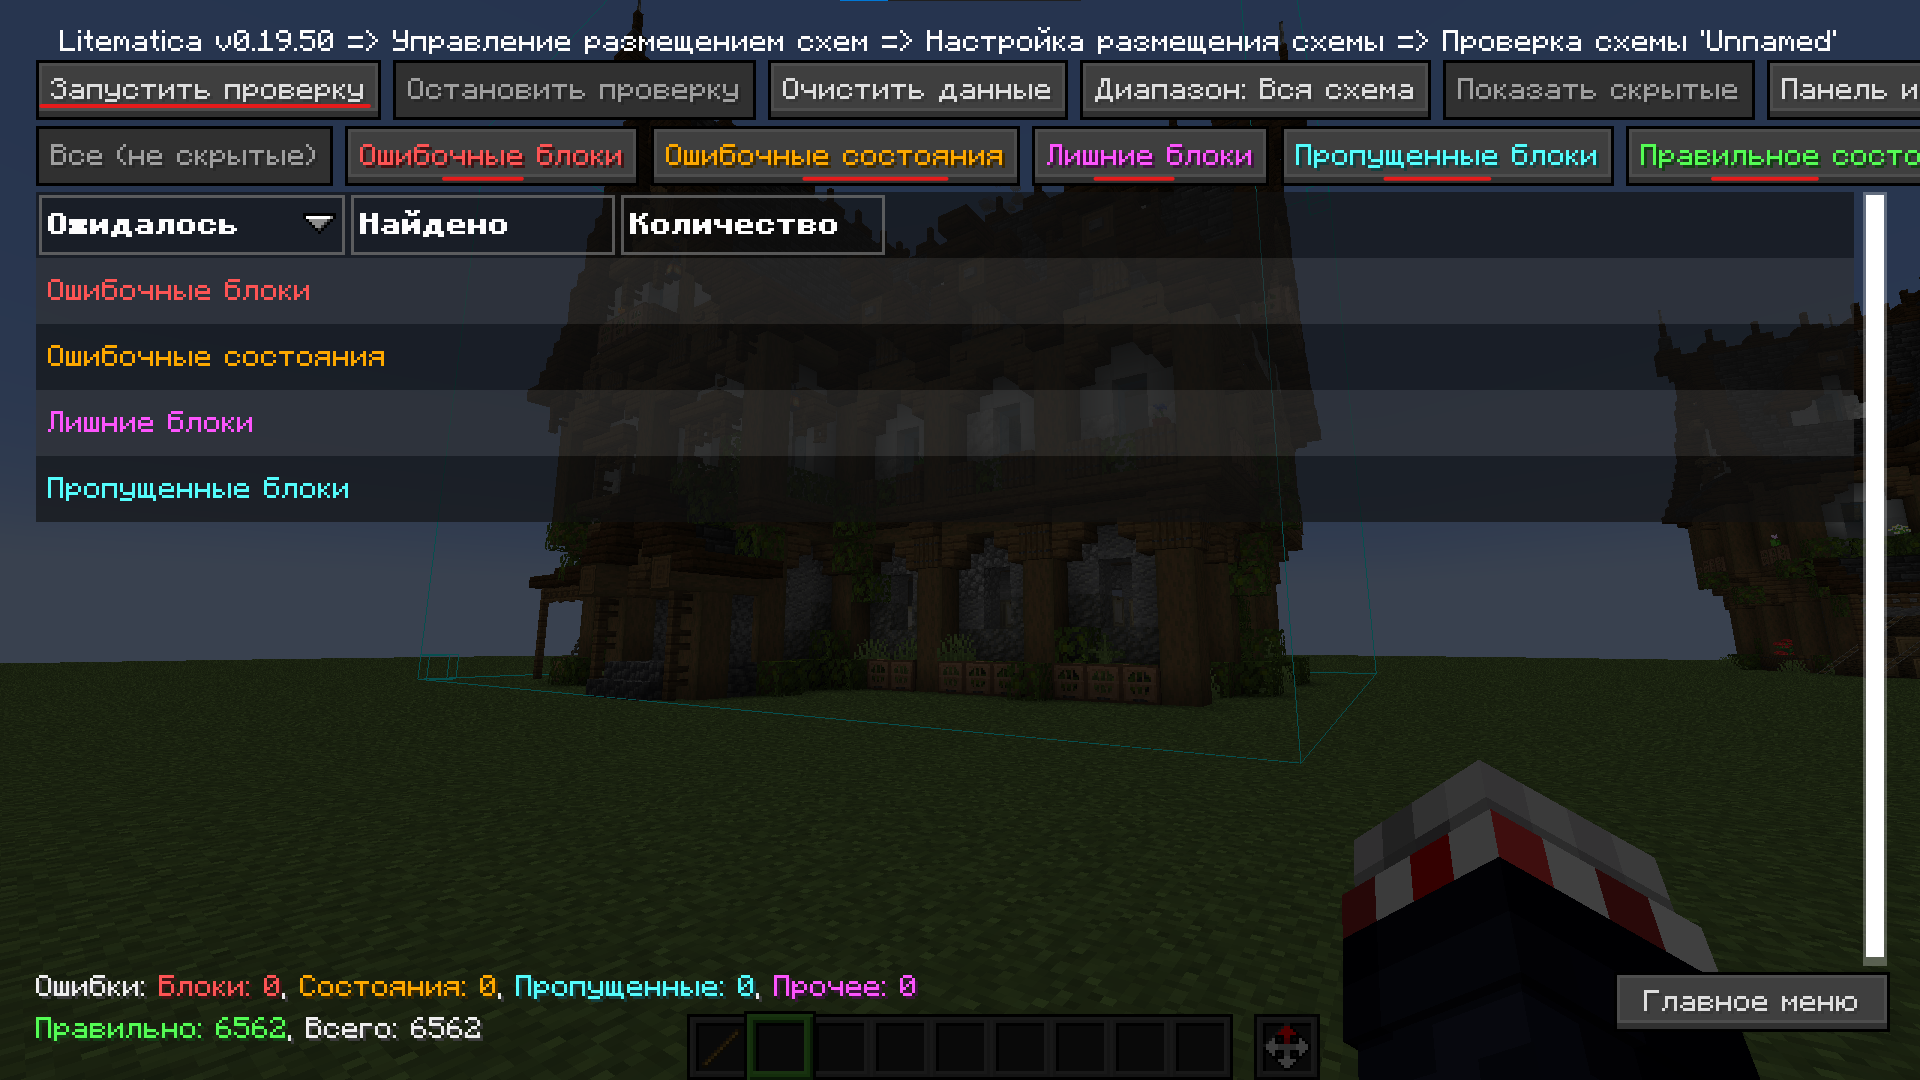 Litematica v0.19.50 => Управление размещением схем => Настройка размещения схемы => Проверка схемы 'Unnamed'
Запустить проверку Остановить проверку Очистить данные Диапазон: Вся схема Показать скрытые Панель и
Все (не скрытые) Ошибочные блоки Ошибочные состояния Лишние блоки Пропущенные блоки Правильное состо
Ожидалось Найдено Количество
Ошибочные блоки
Ошибочные состояния
Лишние блоки
Пропущенные блоки
Ошибки: Блоки: 0, Состояния: 0, Пропущенные: 0, Прочее: 0
Правильно: 6562, Всего: 6562
Главное меню